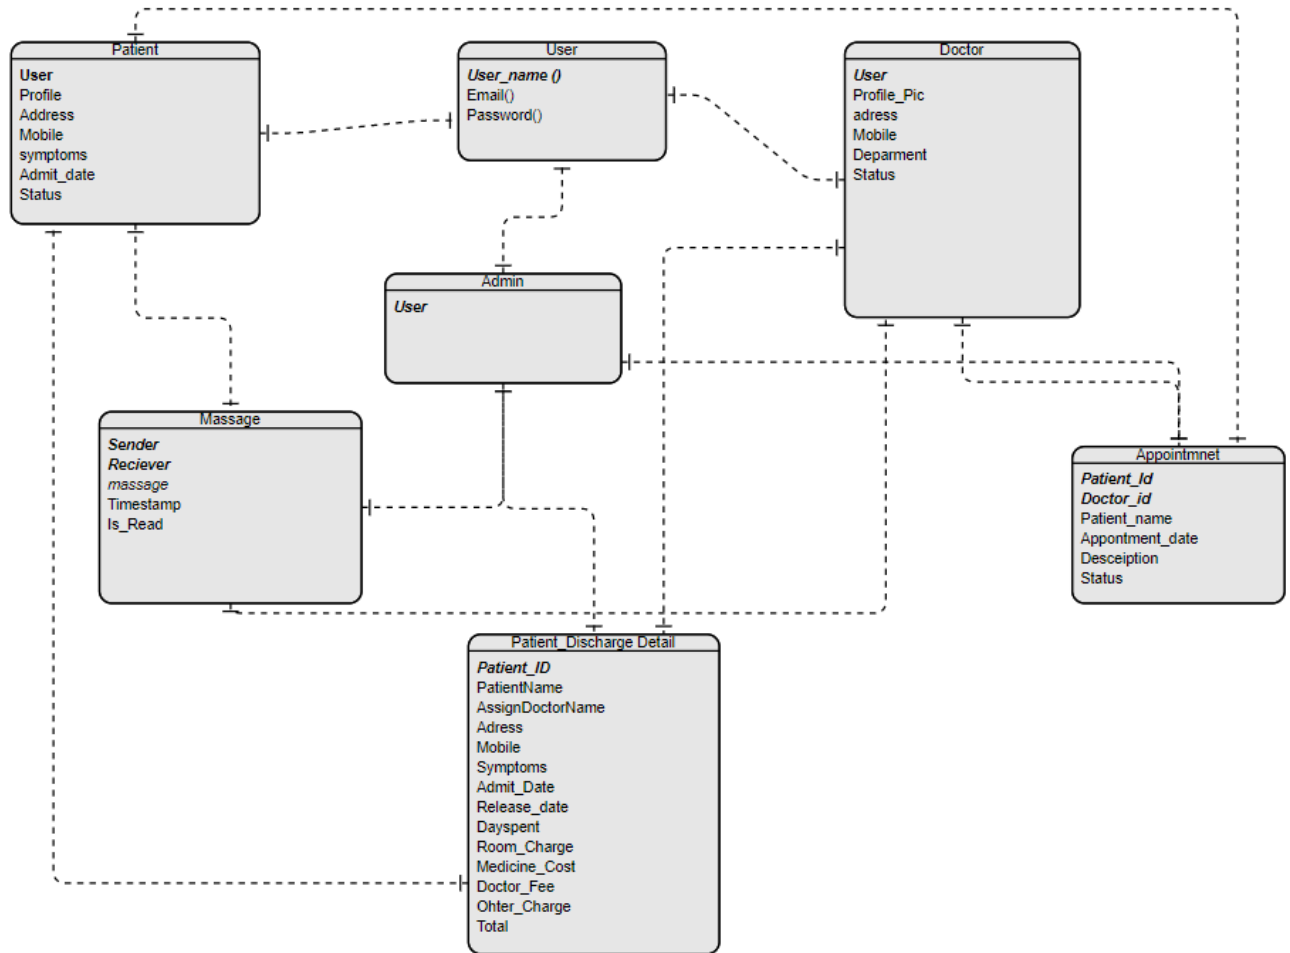 Patient
User
Profile
Address
Mobile
symptoms
Admit_date
Status
User
User_name ()
Email()
Password()
Doctor
User
Profile_Pic
adress
Mobile
Deparment
Status
Admin
User
Massage
Sender
Reciever
massage
Timestamp
Is_Read
Appointmnet
Patient_Id
Doctor_id
Patient_name
Appontment_date
Desceiption
Status
Patient_Discharge Detail
Patient_ID
PatientName
AssignDoctorName
Adress
Mobile
Symptoms
Admit_Date
Release_date
Dayspent
Room_Charge
Medicine_Cost
Doctor_Fee
Ohter_Charge
Total